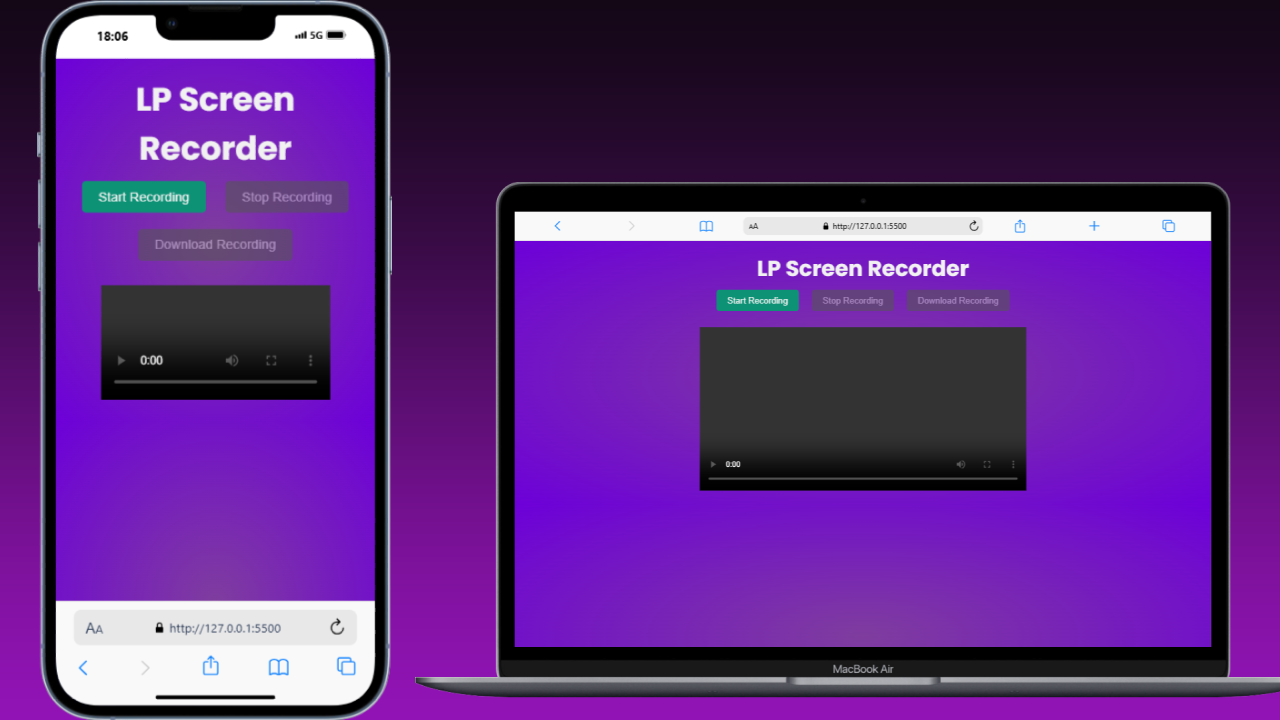 18:06
5G
LP Screen
Recorder
Start Recording
Stop Recording
Download Recording
0:00
AA
http://127.0.0.1:5500
AA
http://127.0.0.1:5500
LP Screen Recorder
Start Recording
Stop Recording
Download Recording
0:00
MacBook Air